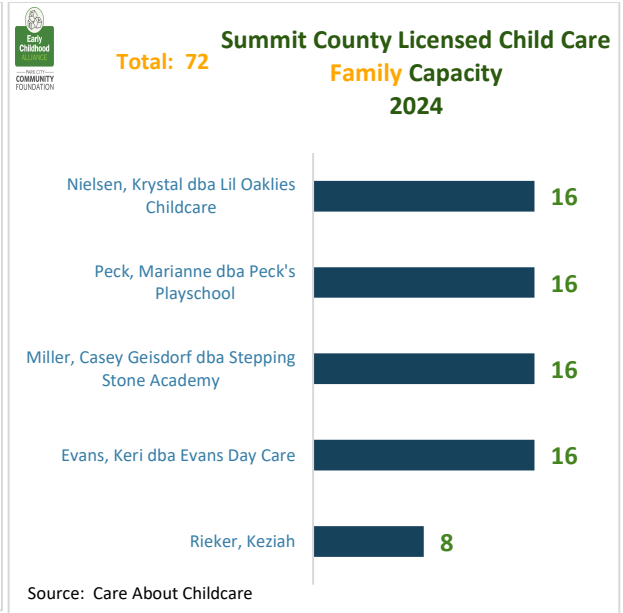 Early
Childhood
ALLIANCE
PARK CITY
COMMUNITY
FOUNDATION
Total: 72
Summit County Licensed Child Care
Family Capacity
2024
Nielsen, Krystal dba Lil Oaklies
Childcare
16
Peck, Marianne dba Peck's
Playschool
16
Miller, Casey Geisdorf dba Stepping
Stone Academy
16
Evans, Keri dba Evans Day Care
16
Rieker, Keziah
8
Source: Care About Childcare